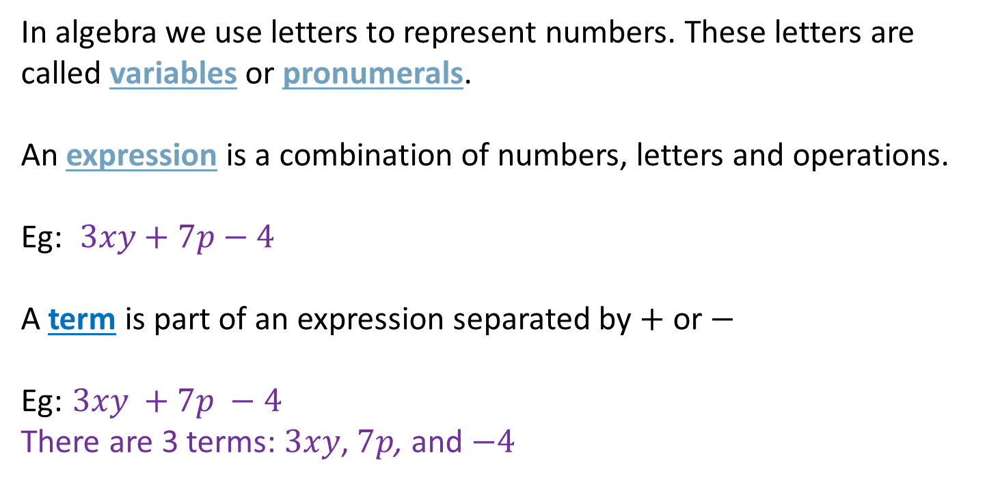 In algebra we use letters to represent numbers. These letters are
called variables or pronumerals.
An expression is a combination of numbers, letters and operations.
Eg: 3𝑥𝑦 + 7𝑝 − 4
A term is part of an expression separated by + or −
Eg: 3𝑥𝑦 + 7𝑝 − 4
There are 3 terms: 3𝑥𝑦, 7𝑝, and −4